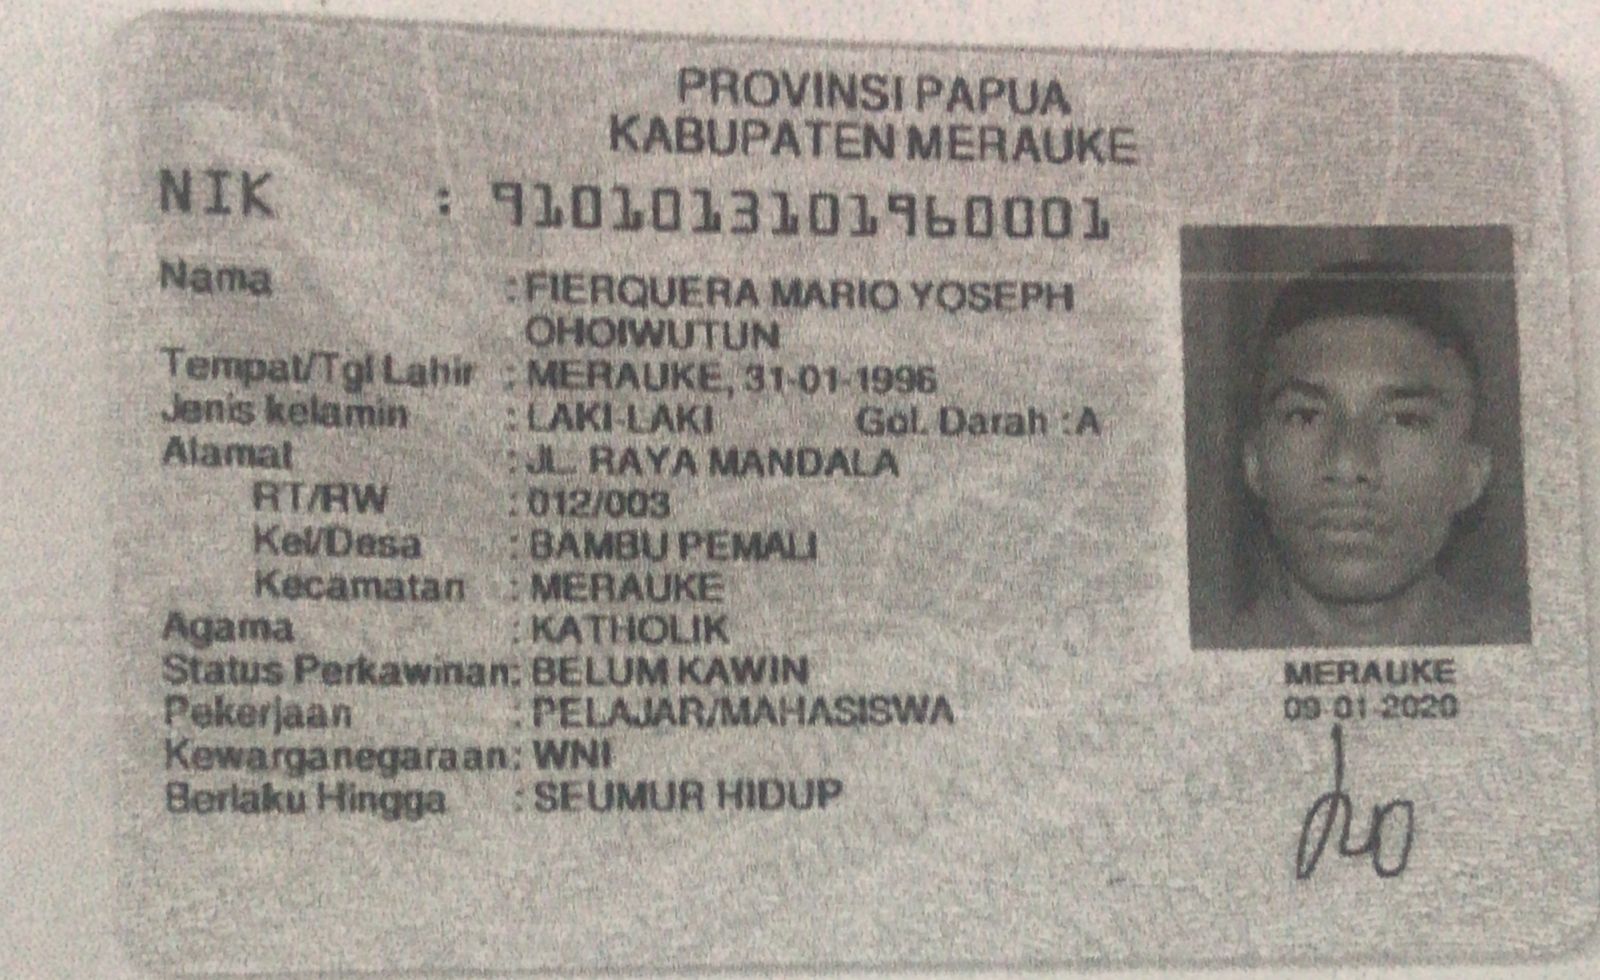 PROVINSI PAPUA
KABUPATEN MERAUKE
NIK : 9101013101960001
Nama : FIERQUERA MARIO YOSEPH
OHOIWUTUN
Tempat/Tgl Lahir : MERAUKE, 31-01-1996
Jenis kelamin : LAKI-LAKI Gol. Darah : A
Alamat : JL. RAYA MANDALA
RT/RW : 012/003
Kel/Desa : BAMBU PEMALI
Kecamatan : MERAUKE
Agama : KATHOLIK
Status Perkawinan: BELUM KAWIN
Pekerjaan : PELAJAR/MAHASISWA
Kewarganegaraan: WNI
Berlaku Hingga : SEUMUR HIDUP
MERAUKE
09-01-2020